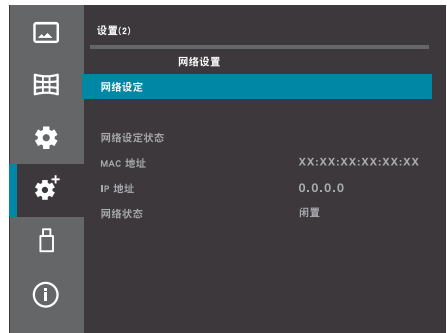 设置(2)
网络设置
网络设定
网络设定状态
MAC 地址 XX:XX:XX:XX:XX:XX
IP 地址 0.0.0.0
网络状态 闲置